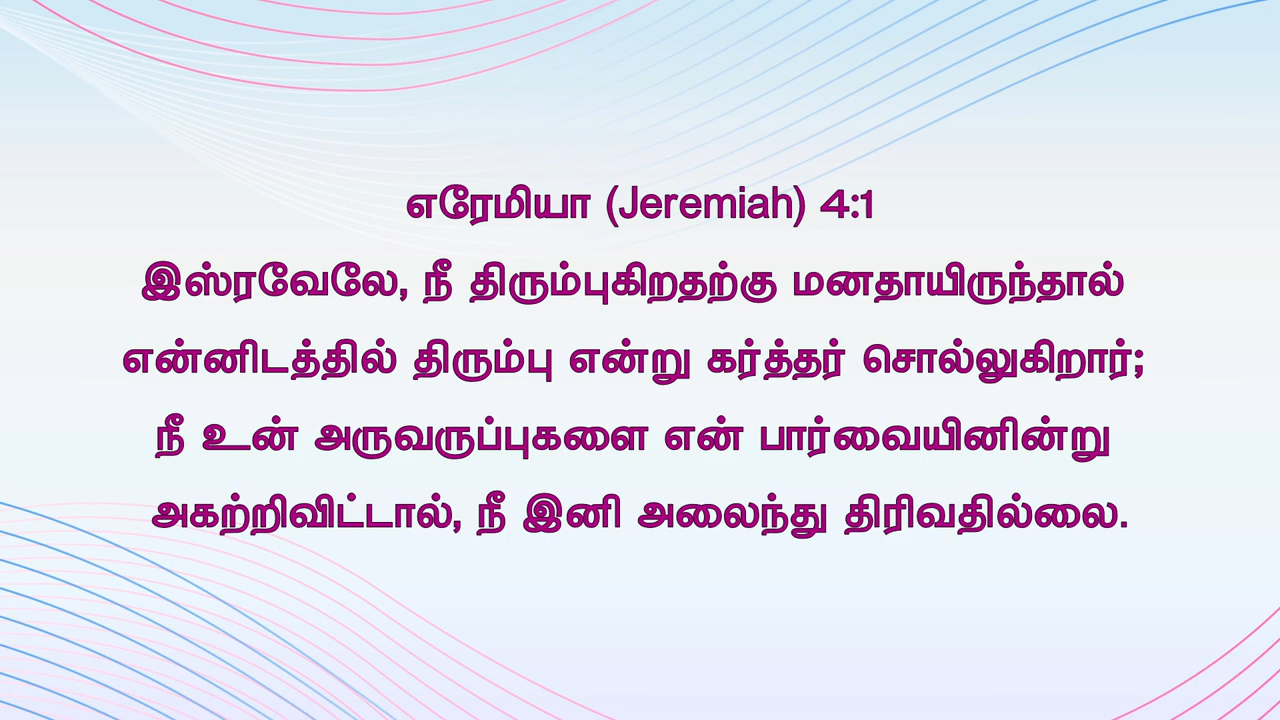 எரேமியா (Jeremiah) 4:1
இஸ்ரவேலே, நீ திரும்புகிறதற்கு மனதாயிருந்தால்
என்னிடத்தில் திரும்பு என்று கர்த்தர் சொல்லுகிறார்;
நீ உன் அருவருப்புகளை என் பார்வையினின்று
அகற்றிவிட்டால், நீ இனி அலைந்து திரிவதில்லை.